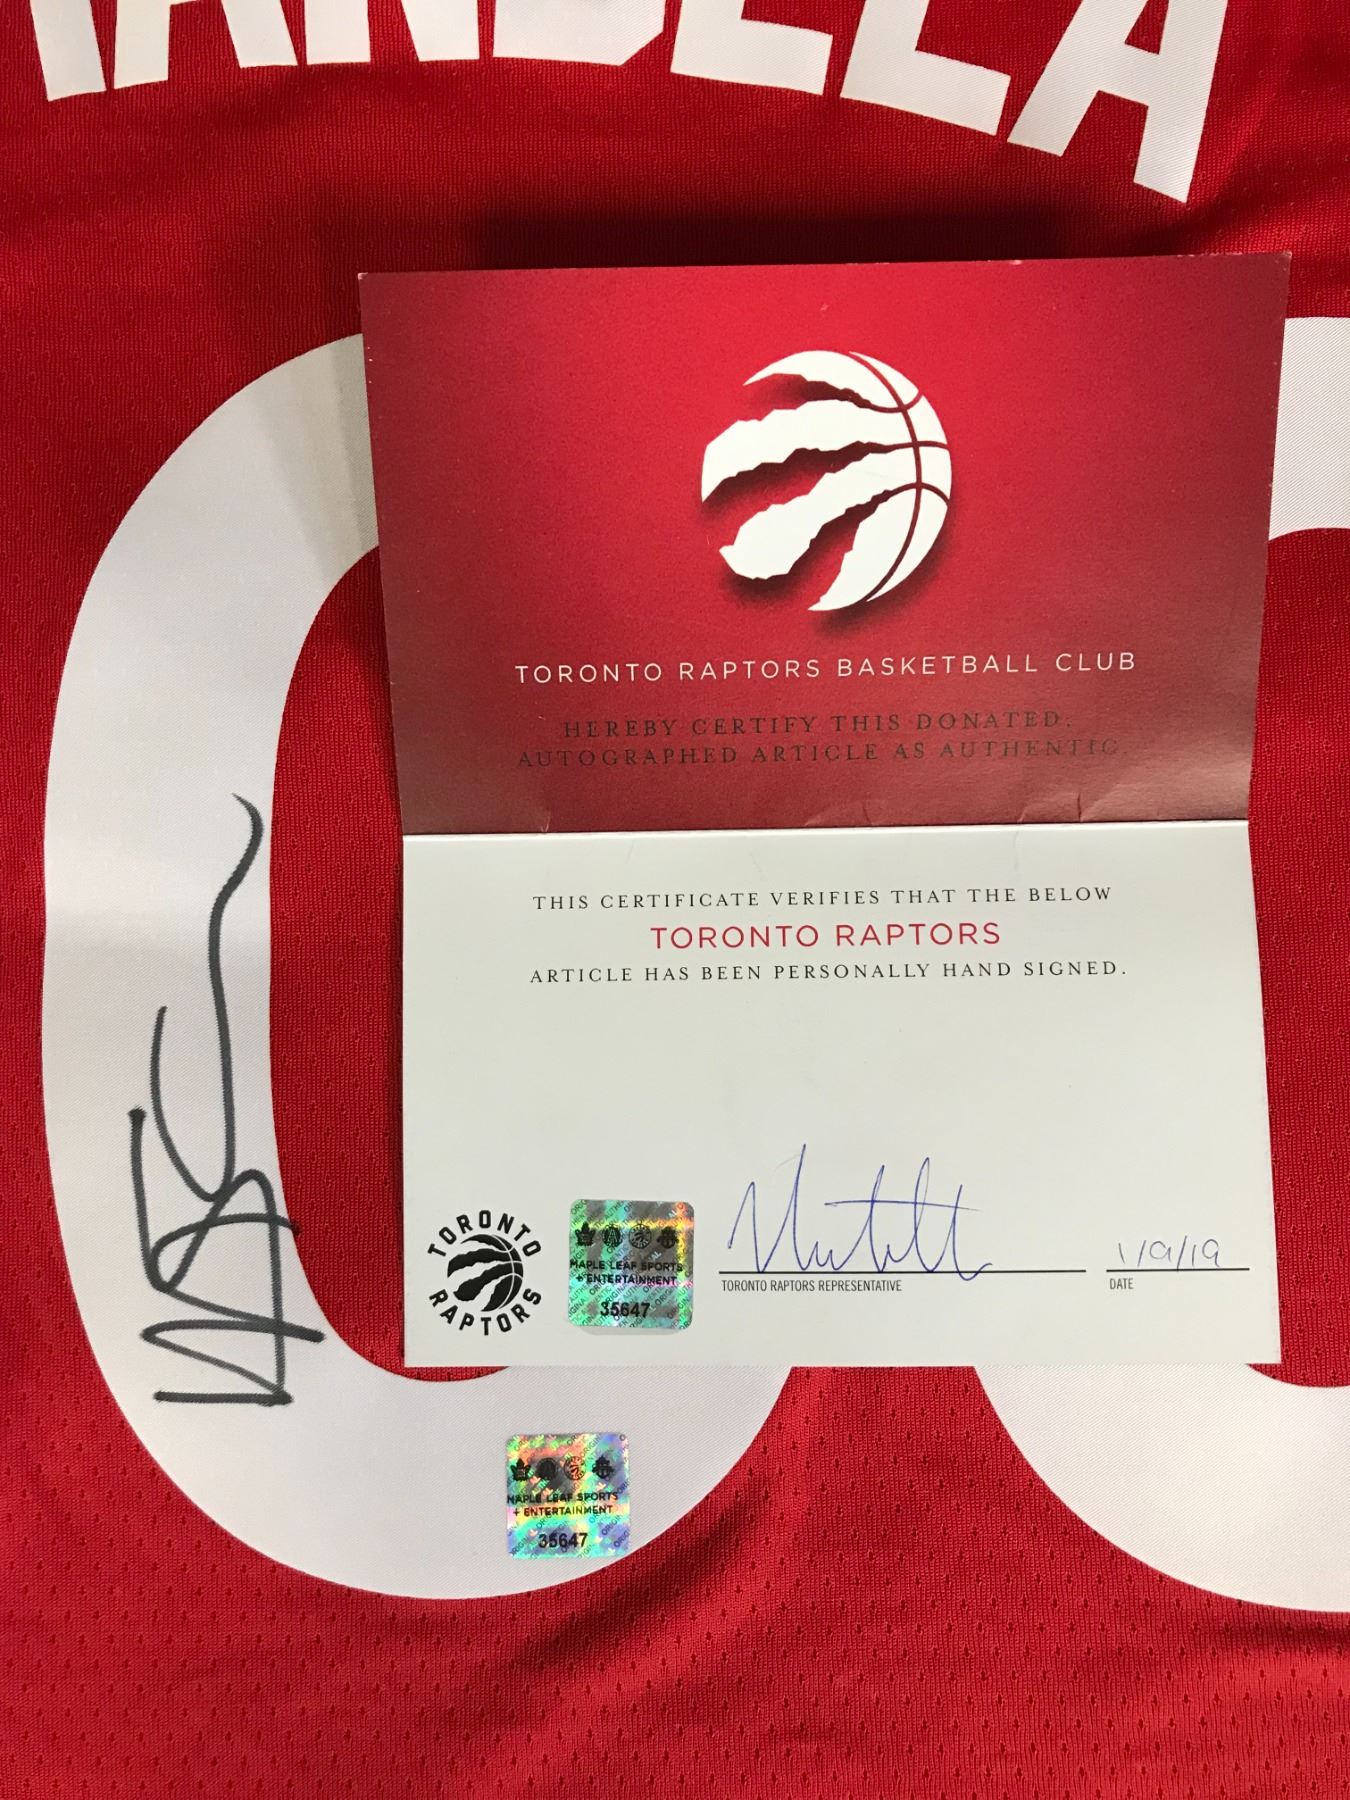 TORONTO RAPTORS BASKETBALL CLUB
HEREBY CERTIFY THIS DONATED,
AUTOGRAPHED ARTICLE AS AUTHENTIC.
THIS CERTIFICATE VERIFIES THAT THE BELOW
TORONTO RAPTORS
ARTICLE HAS BEEN PERSONALLY HAND SIGNED.
TORONTO
RAPTORS
MAPLE LEAF SPORTS
+ ENTERTAINMENT
35647
TORONTO RAPTORS REPRESENTATIVE
1/9/19
DATE
MAPLE LEAF SPORTS
+ ENTERTAINMENT
35647